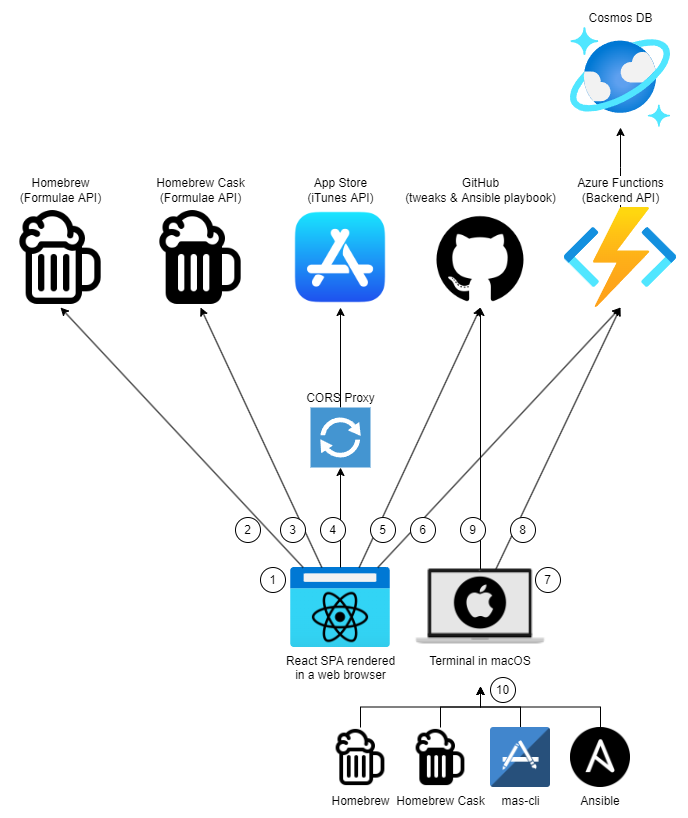 Cosmos DB
Homebrew
(Formulae API)
Homebrew Cask
(Formulae API)
App Store
(iTunes API)
GitHub
(tweaks & Ansible playbook)
Azure Functions
(Backend API)
CORS Proxy
2
3
4
5
6
9
8
1
7
React SPA rendered
in a web browser
Terminal in macOS
10
Homebrew
Homebrew Cask
mas-cli
Ansible